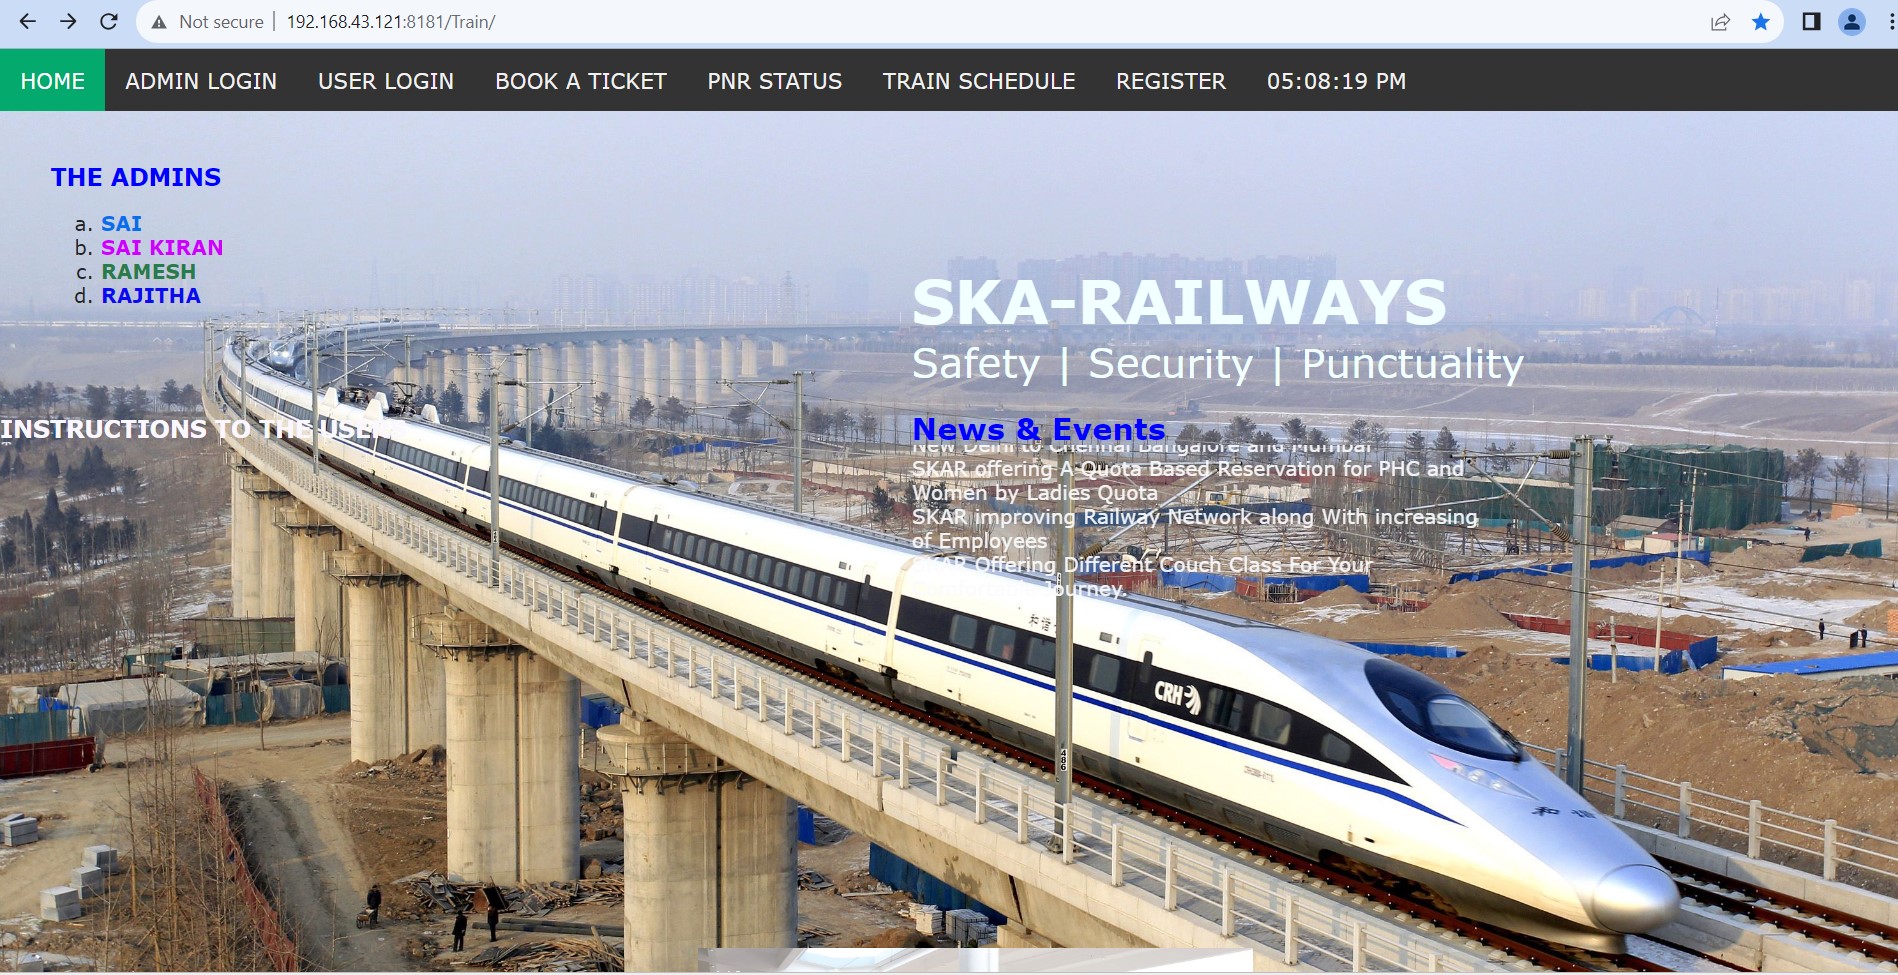 Not secure | 192.168.43.121:8181/Train/
HOME ADMIN LOGIN USER LOGIN BOOK A TICKET PNR STATUS TRAIN SCHEDULE REGISTER 05:08:19 PM
THE ADMINS
a. SAI
b. SAI KIRAN
c. RAMESH
d. RAJITHA
SKA-RAILWAYS
Safety | Security | Punctuality
INSTRUCTIONS TO THE USERS
News & Events
New Delhi to Chennai Bangalore and Mumbai
SKAR offering A Quota Based Reservation for PHC and
Women by Ladies Quota
SKAR improving Railway Network along With increasing
of Employees
SKAR Offering Different Couch Class For Your
Comfortable Journey.
CRH
486